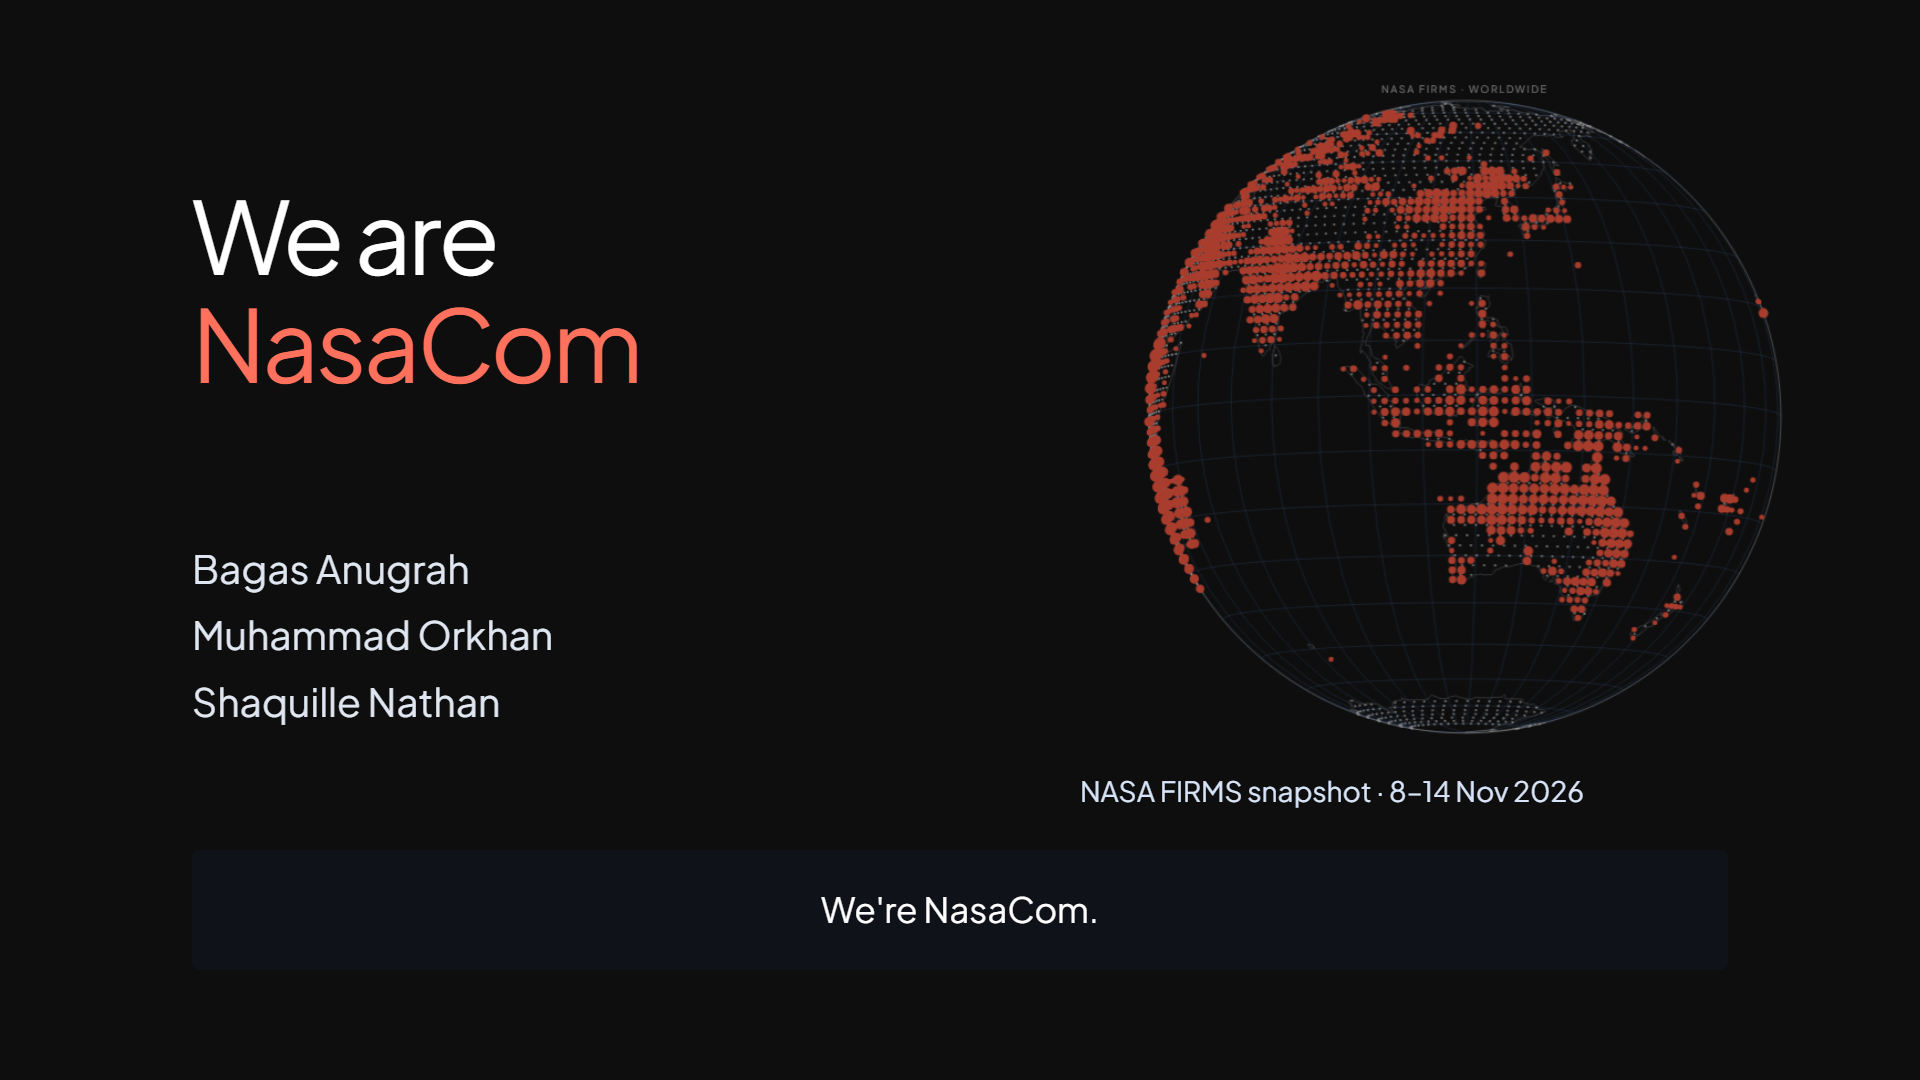 NASA FIRMS · WORLDWIDE
We are
NasaCom
Bagas Anugrah
Muhammad Orkhan
Shaquille Nathan
NASA FIRMS snapshot · 8–14 Nov 2026
We're NasaCom.